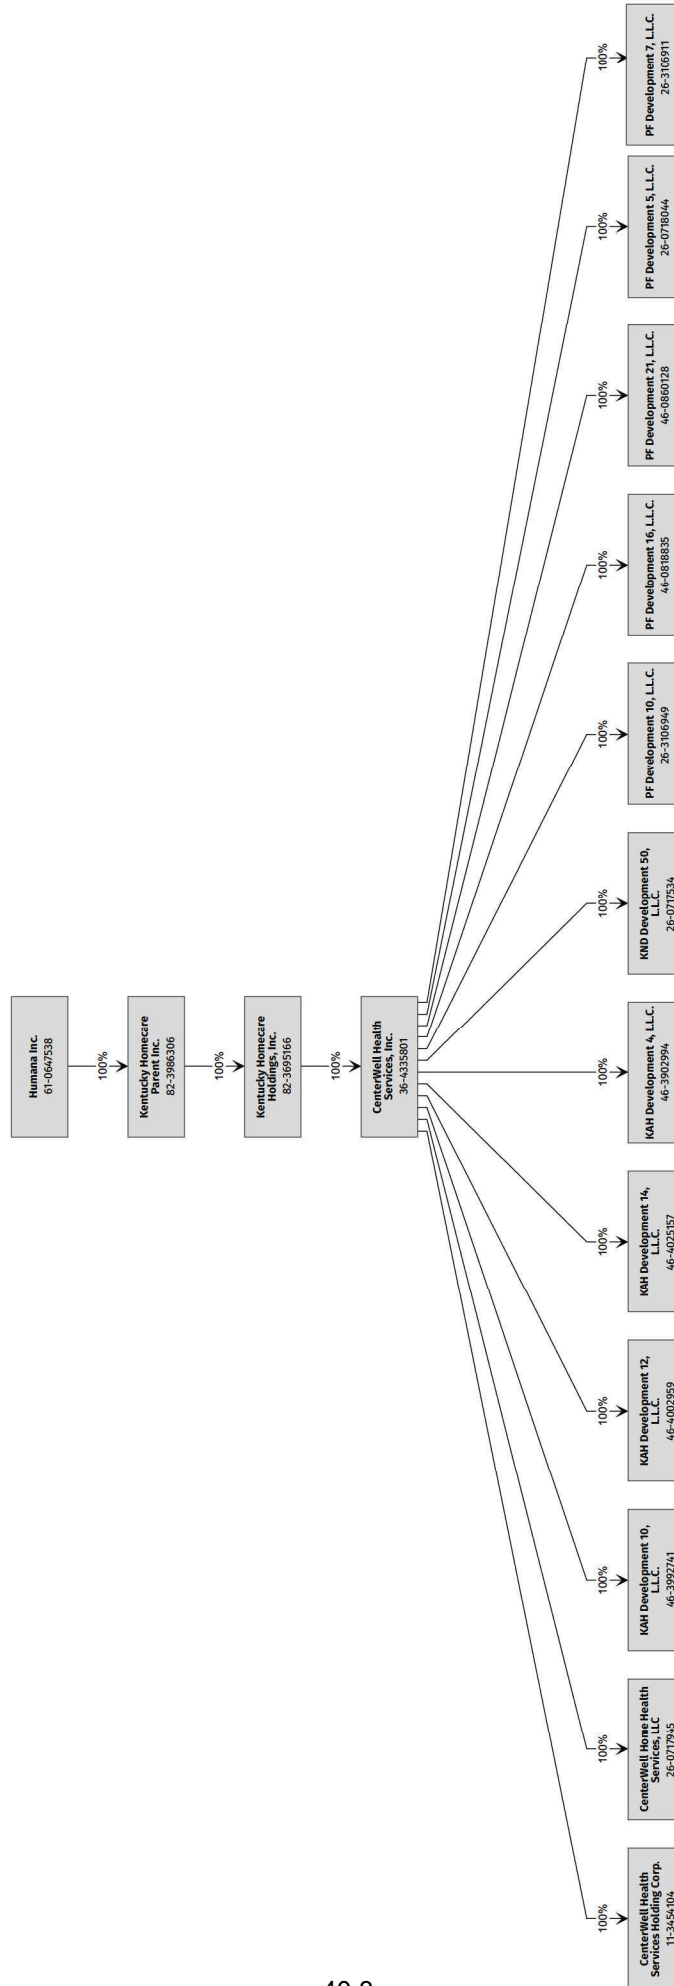 Humana Inc.
61-0647538
100%
Kentucky Homecare
Parent Inc.
82-3986306
100%
Kentucky Homecare
Holdings, Inc.
82-3695166
100%
CenterWell Health
Services, Inc.
36-4335801
100%
CenterWell Health
Services Holding Corp.
11-3454104
100%
CenterWell Home Health
Services, LLC
26-0717945
100%
KAH Development 10,
L.L.C.
46-3992741
100%
KAH Development 12,
L.L.C.
46-4002959
100%
KAH Development 14,
L.L.C.
46-4025157
100%
KAH Development 4, L.L.C.
46-3902994
100%
KND Development 50,
L.L.C.
26-0717534
100%
PF Development 10, L.L.C.
26-3106949
100%
PF Development 16, L.L.C.
46-0818835
100%
PF Development 21, L.L.C.
46-0860128
100%
PF Development 5, L.L.C.
26-0718044
100%
PF Development 7, L.L.C.
26-3106911